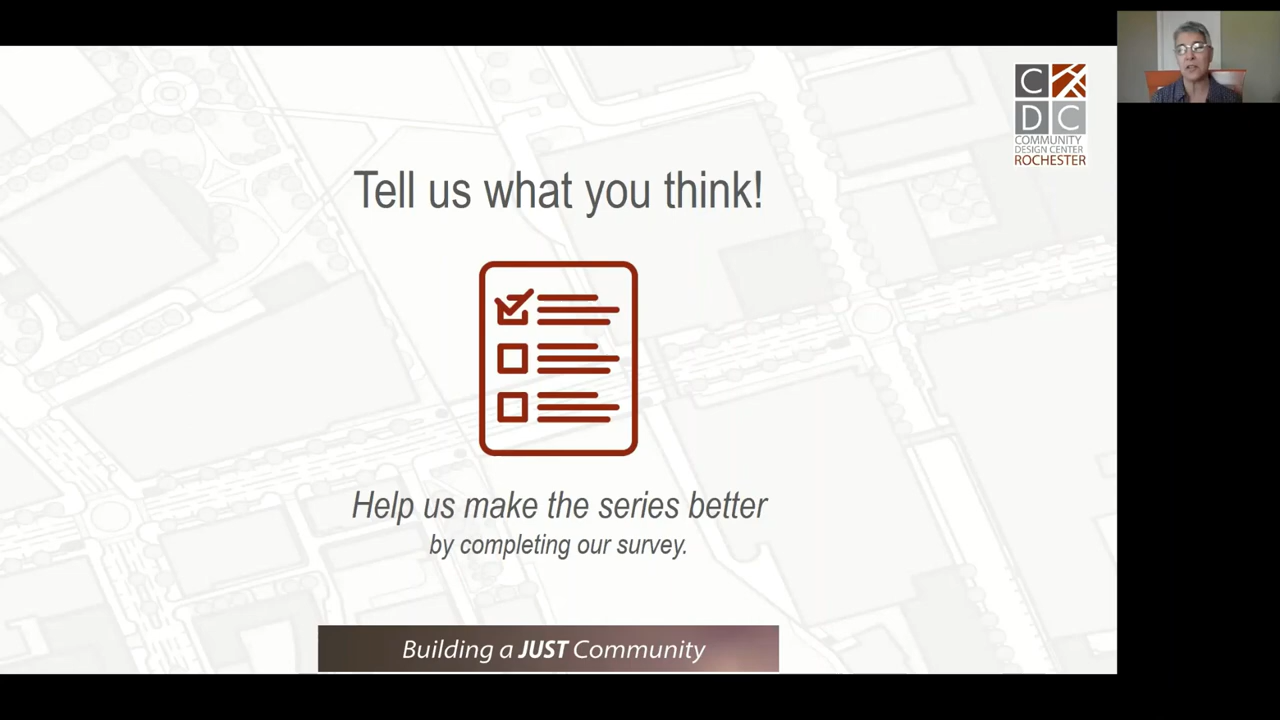 C
D C
COMMUNITY
DESIGN CENTER
ROCHESTER
Tell us what you think!
Help us make the series better
by completing our survey.
Building a JUST Community